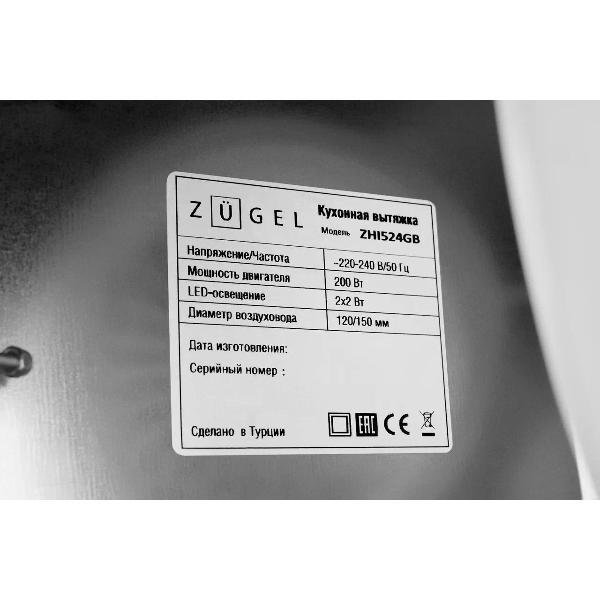 ZÜGEL
Кухонная вытяжка
Модель ZHI524GB
Напряжение/Частота ~220-240 В/50 Гц
Мощность двигателя 200 Вт
LED-освещение 2x2 Вт
Диаметр воздуховода 120/150 мм
Дата изготовления:
Серийный номер :
Сделано в Турции EAC CE